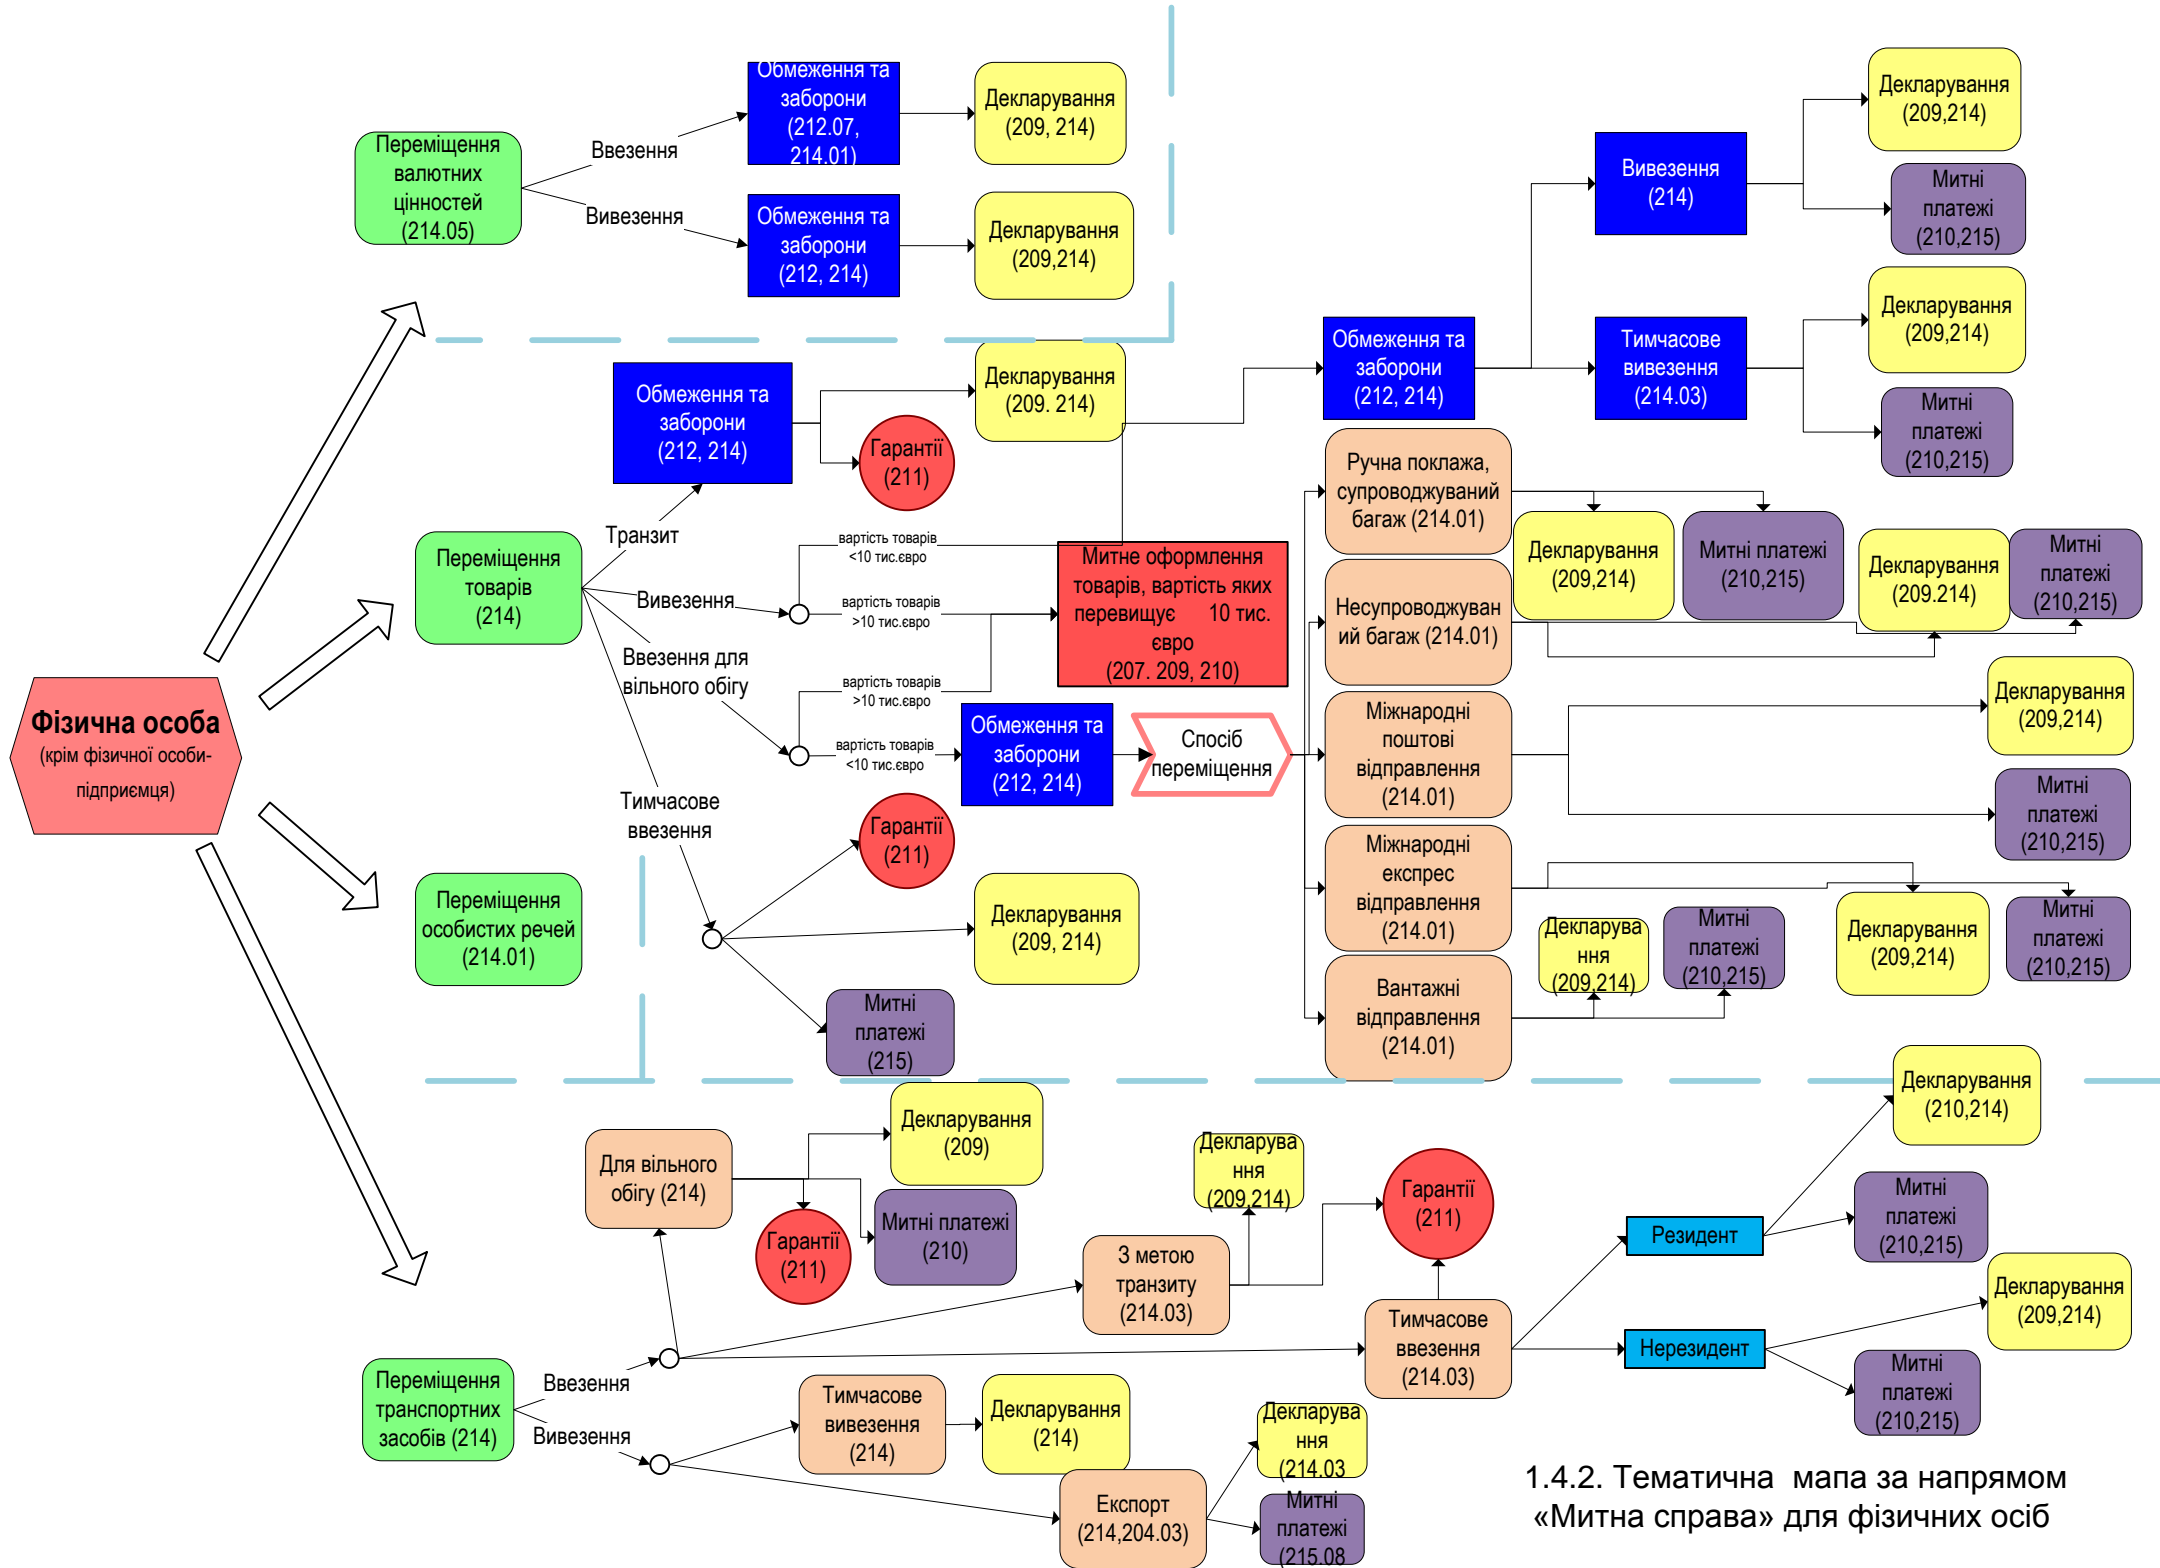 Фізична особа
(крім фізичної особи-
підприємця)
Переміщення
валютних
цінностей
(214.05)
Ввезення
Вивезення
Обмеження та
заборони
(212.07,
214.01)
Декларування
(209, 214)
Обмеження та
заборони
(212, 214)
Декларування
(209,214)
Переміщення
товарів
(214)
Транзит
Обмеження та
заборони
(212, 214)
Декларування
(209. 214)
Гарантії
(211)
Вивезення
вартість товарів
<10 тис.євро
вартість товарів
>10 тис.євро
Ввезення для
вільного обігу
вартість товарів
>10 тис.євро
вартість товарів
<10 тис.євро
Митне оформлення
товарів, вартість яких
перевищує 10 тис.
євро
(207. 209, 210)
Обмеження та
заборони
(212, 214)
Спосіб
переміщення
Тимчасове
ввезення
Гарантії
(211)
Декларування
(209, 214)
Митні
платежі
(215)
Обмеження та
заборони
(212, 214)
Вивезення
(214)
Декларування
(209,214)
Митні
платежі
(210,215)
Тимчасове
вивезення
(214.03)
Декларування
(209,214)
Митні
платежі
(210,215)
Ручна поклажа,
супроводжуваний
багаж (214.01)
Декларування
(209,214)
Митні платежі
(210,215)
Несупроводжуван
ий багаж (214.01)
Декларування
(209.214)
Митні
платежі
(210,215)
Міжнародні
поштові
відправлення
(214.01)
Декларування
(209,214)
Митні
платежі
(210,215)
Міжнародні
експрес
відправлення
(214.01)
Декларування
(209,214)
Митні
платежі
(210,215)
Вантажні
відправлення
(214.01)
Декларува
ння
(209,214)
Митні
платежі
(210,215)
Переміщення
особистих речей
(214.01)
Переміщення
транспортних
засобів (214)
Ввезення
Вивезення
Для вільного
обігу (214)
Декларування
(209)
Гарантії
(211)
Митні платежі
(210)
З метою
транзиту
(214.03)
Декларува
ння
(209,214)
Гарантії
(211)
Тимчасове
ввезення
(214.03)
Резидент
Декларування
(210,214)
Митні
платежі
(210,215)
Нерезидент
Декларування
(209,214)
Митні
платежі
(210,215)
Тимчасове
вивезення
(214)
Декларування
(214)
Експорт
(214,204.03)
Декларува
ння
(214.03
Митні
платежі
(215.08
1.4.2. Тематична мапа за напрямом
«Митна справа» для фізичних осіб